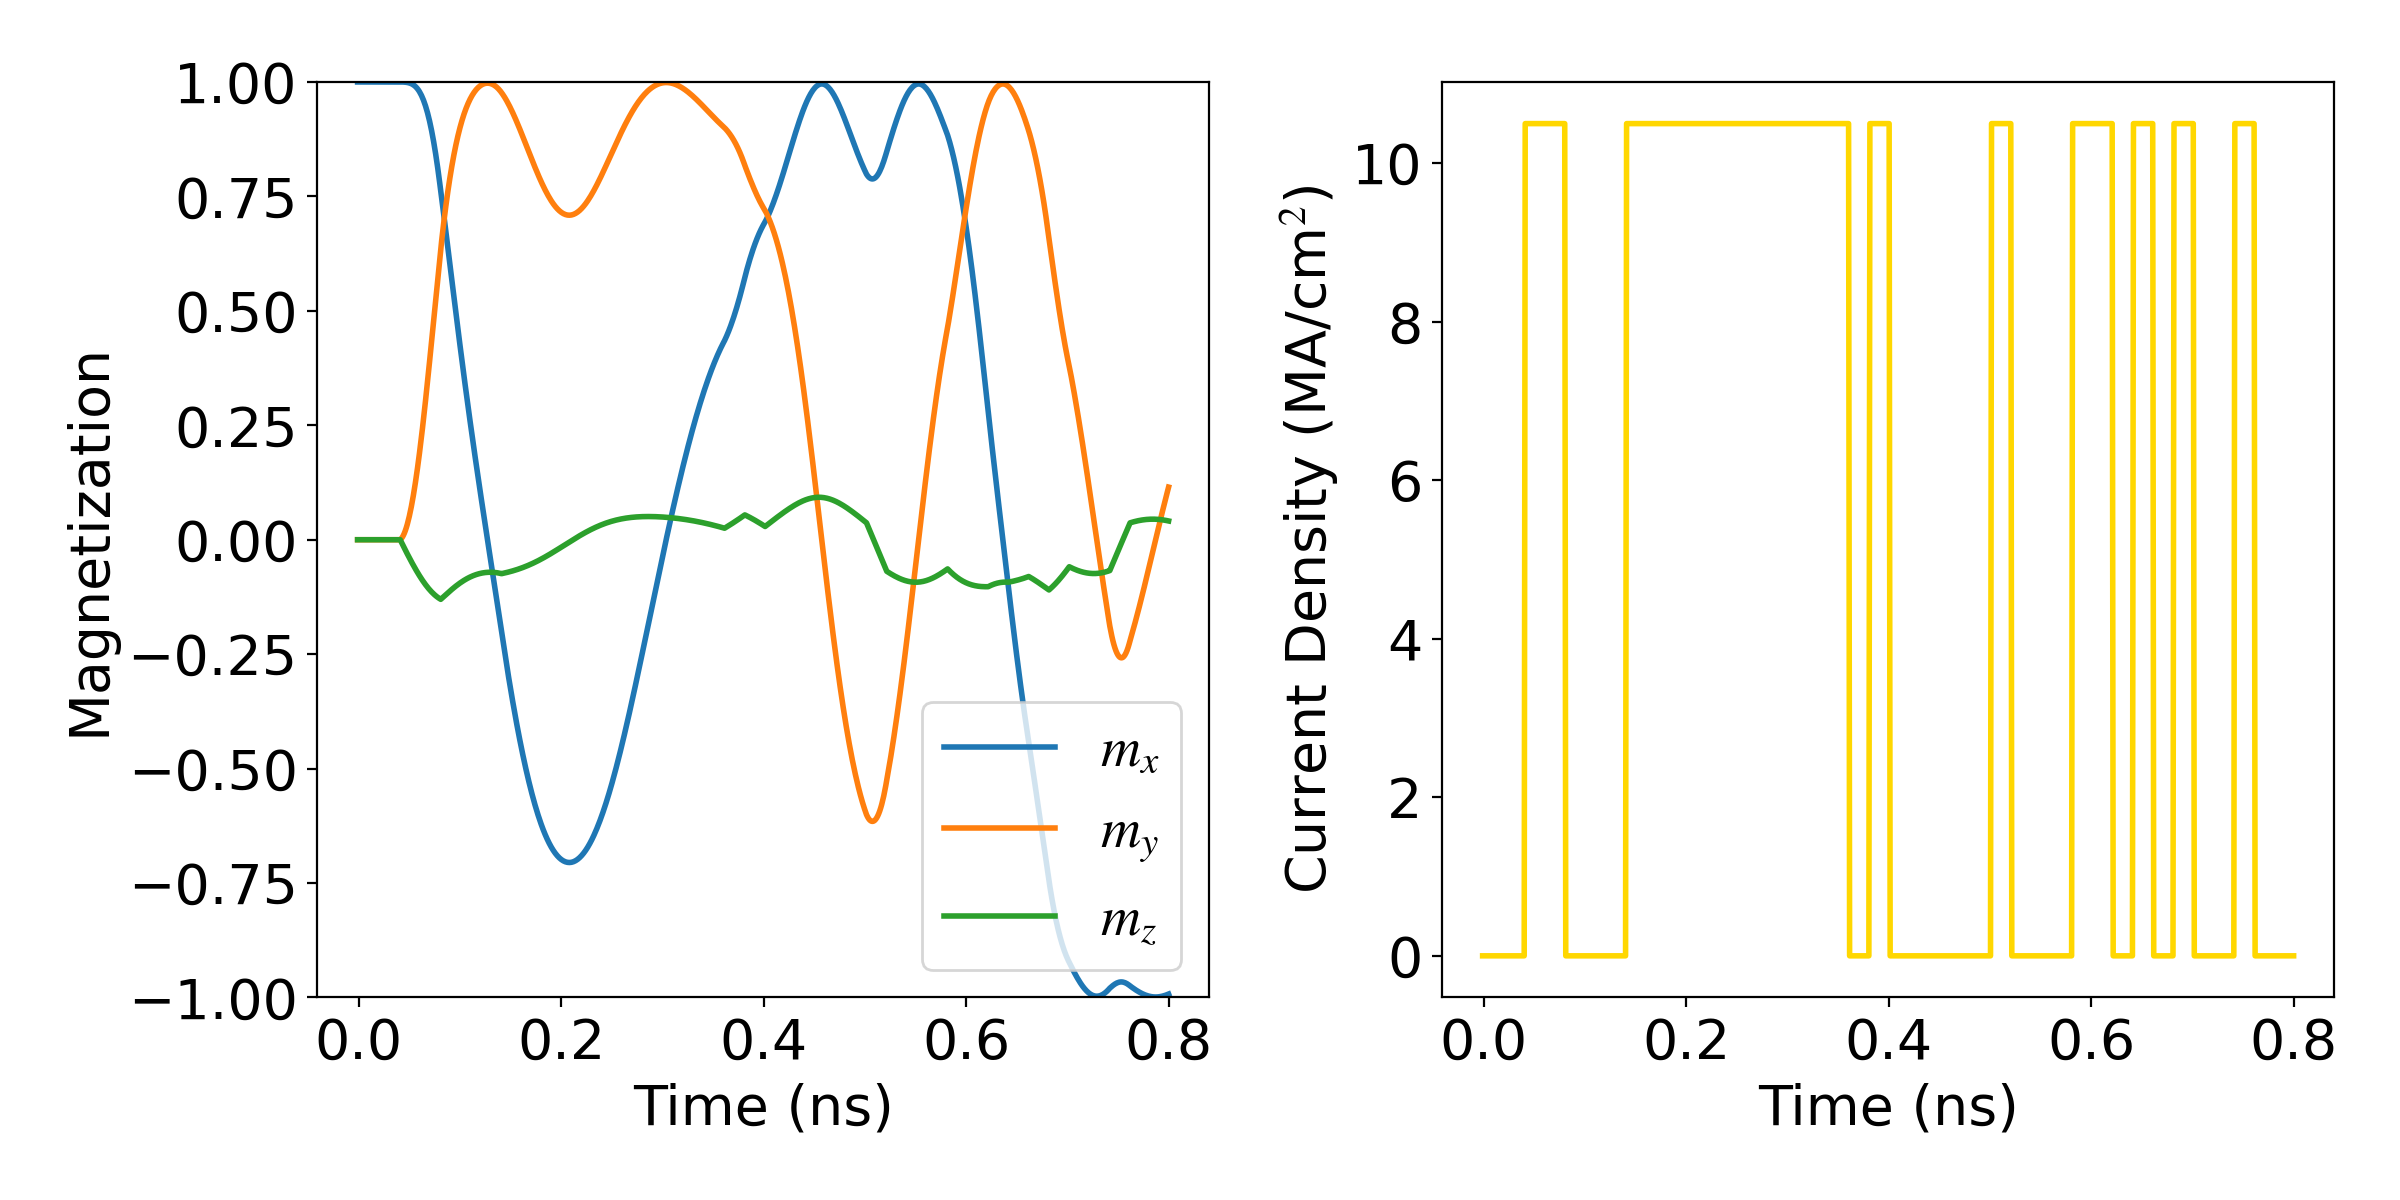 Magnetization
1.00
0.75
0.50
0.25
0.00
−0.25
−0.50
−0.75
−1.00
0.0 0.2 0.4 0.6 0.8
Time (ns)
m_x
m_y
m_z
Current Density (MA/cm²)
10
8
6
4
2
0
0.0 0.2 0.4 0.6 0.8
Time (ns)